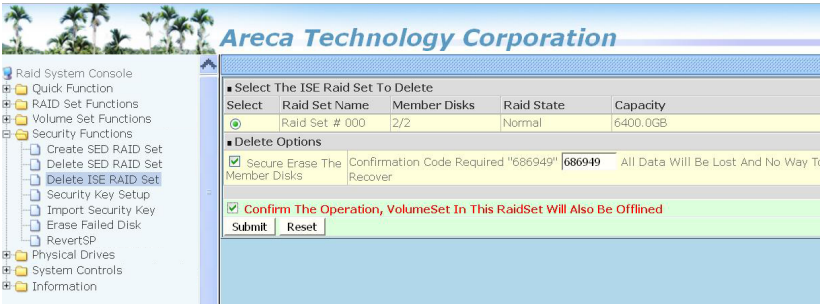 Areca Technology Corporation
Raid System Console
Quick Function
RAID Set Functions
Volume Set Functions
Security Functions
Create SED RAID Set
Delete SED RAID Set
Delete ISE RAID Set
Security Key Setup
Import Security Key
Erase Failed Disk
RevertSP
Physical Drives
System Controls
Information
Select The ISE Raid Set To Delete
Select Raid Set Name Member Disks Raid State Capacity
Raid Set # 000 2/2 Normal 6400.0GB
Delete Options
Secure Erase The Member Disks
Confirmation Code Required "686949" 686949 All Data Will Be Lost And No Way To
Recover
Confirm The Operation, VolumeSet In This RaidSet Will Also Be Offlined
Submit Reset